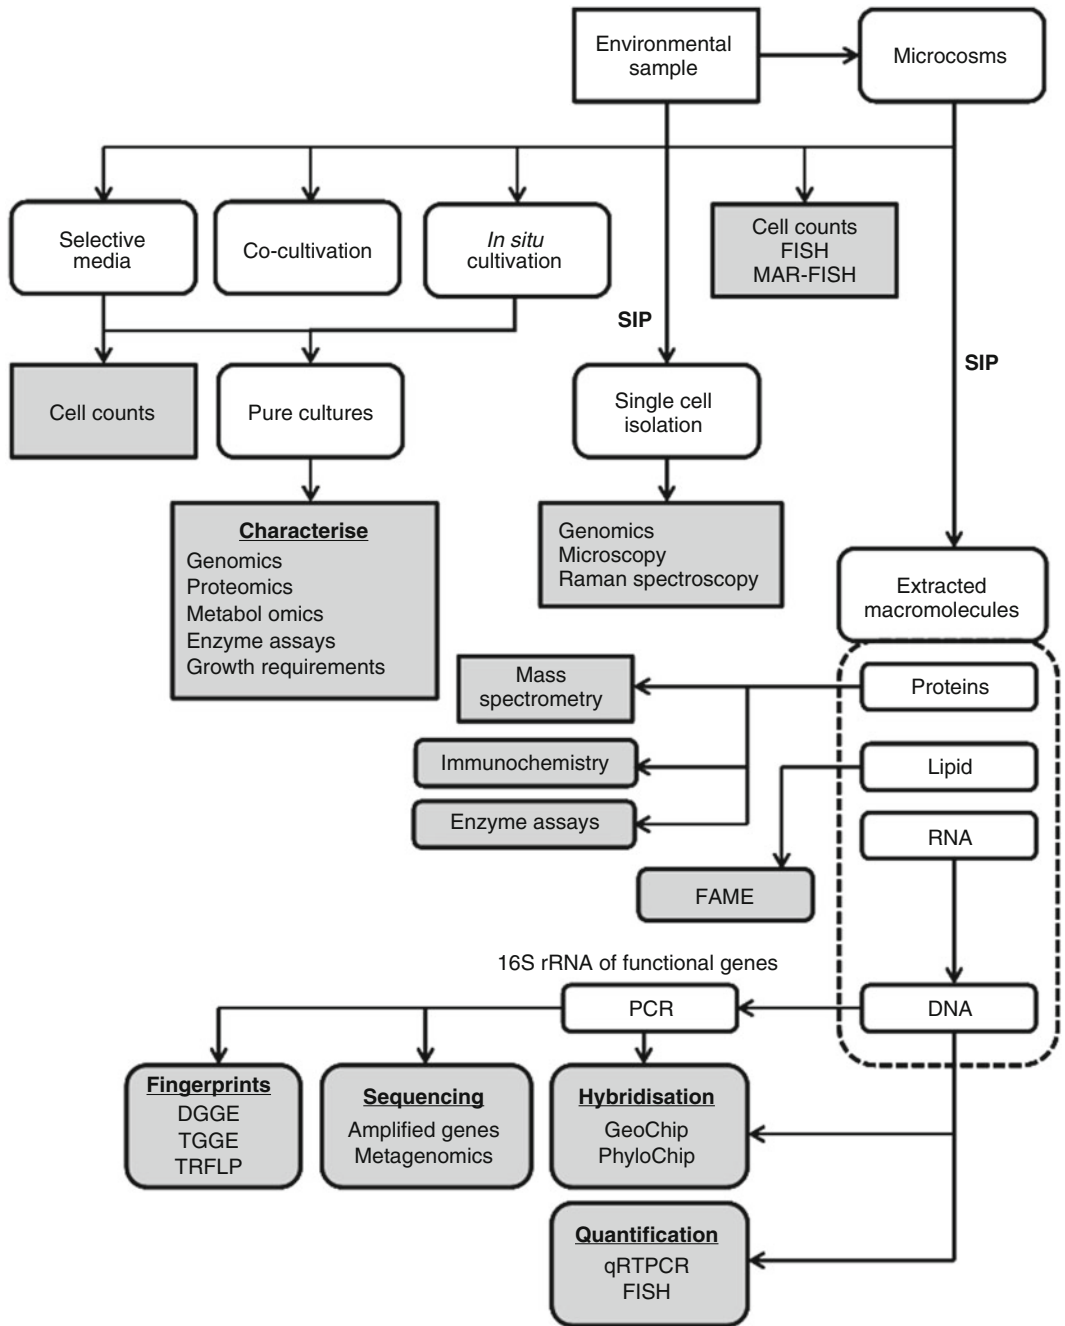 Environmental
sample
Microcosms
Selective
media
Co-cultivation
In situ
cultivation
Cell counts
FISH
MAR-FISH
SIP
SIP
Cell counts
Pure cultures
Single cell
isolation
Characterise
Genomics
Proteomics
Metabol omics
Enzyme assays
Growth requirements
Genomics
Microscopy
Raman spectroscopy
Extracted
macromolecules
Mass
spectrometry
Proteins
Immunochemistry
Lipid
Enzyme assays
RNA
FAME
16S rRNA of functional genes
PCR
DNA
Fingerprints
DGGE
TGGE
TRFLP
Sequencing
Amplified genes
Metagenomics
Hybridisation
GeoChip
PhyloChip
Quantification
qRTPCR
FISH